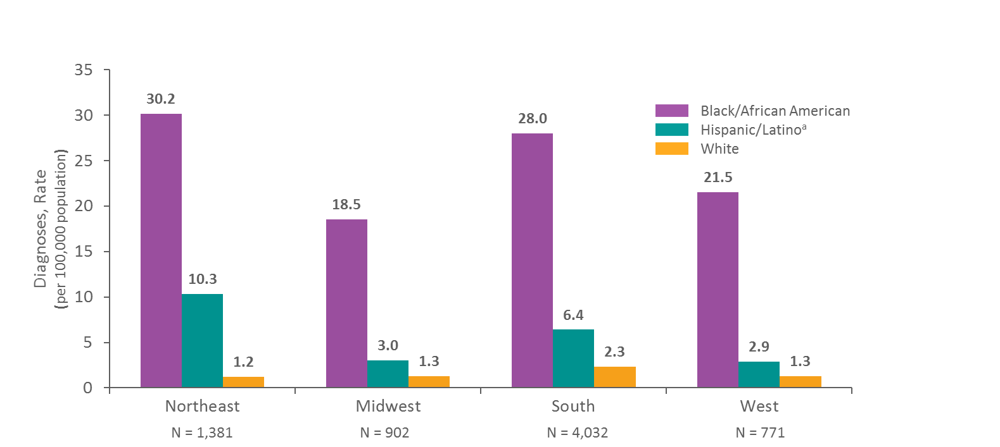 Diagnoses, Rate
(per 100,000 population)
35
30
25
20
15
10
5
0
30.2
10.3
1.2
18.5
3.0
1.3
28.0
6.4
2.3
21.5
2.9
1.3
Black/African American
Hispanic/Latinoᵃ
White
Northeast
Midwest
South
West
N = 1,381
N = 902
N = 4,032
N = 771